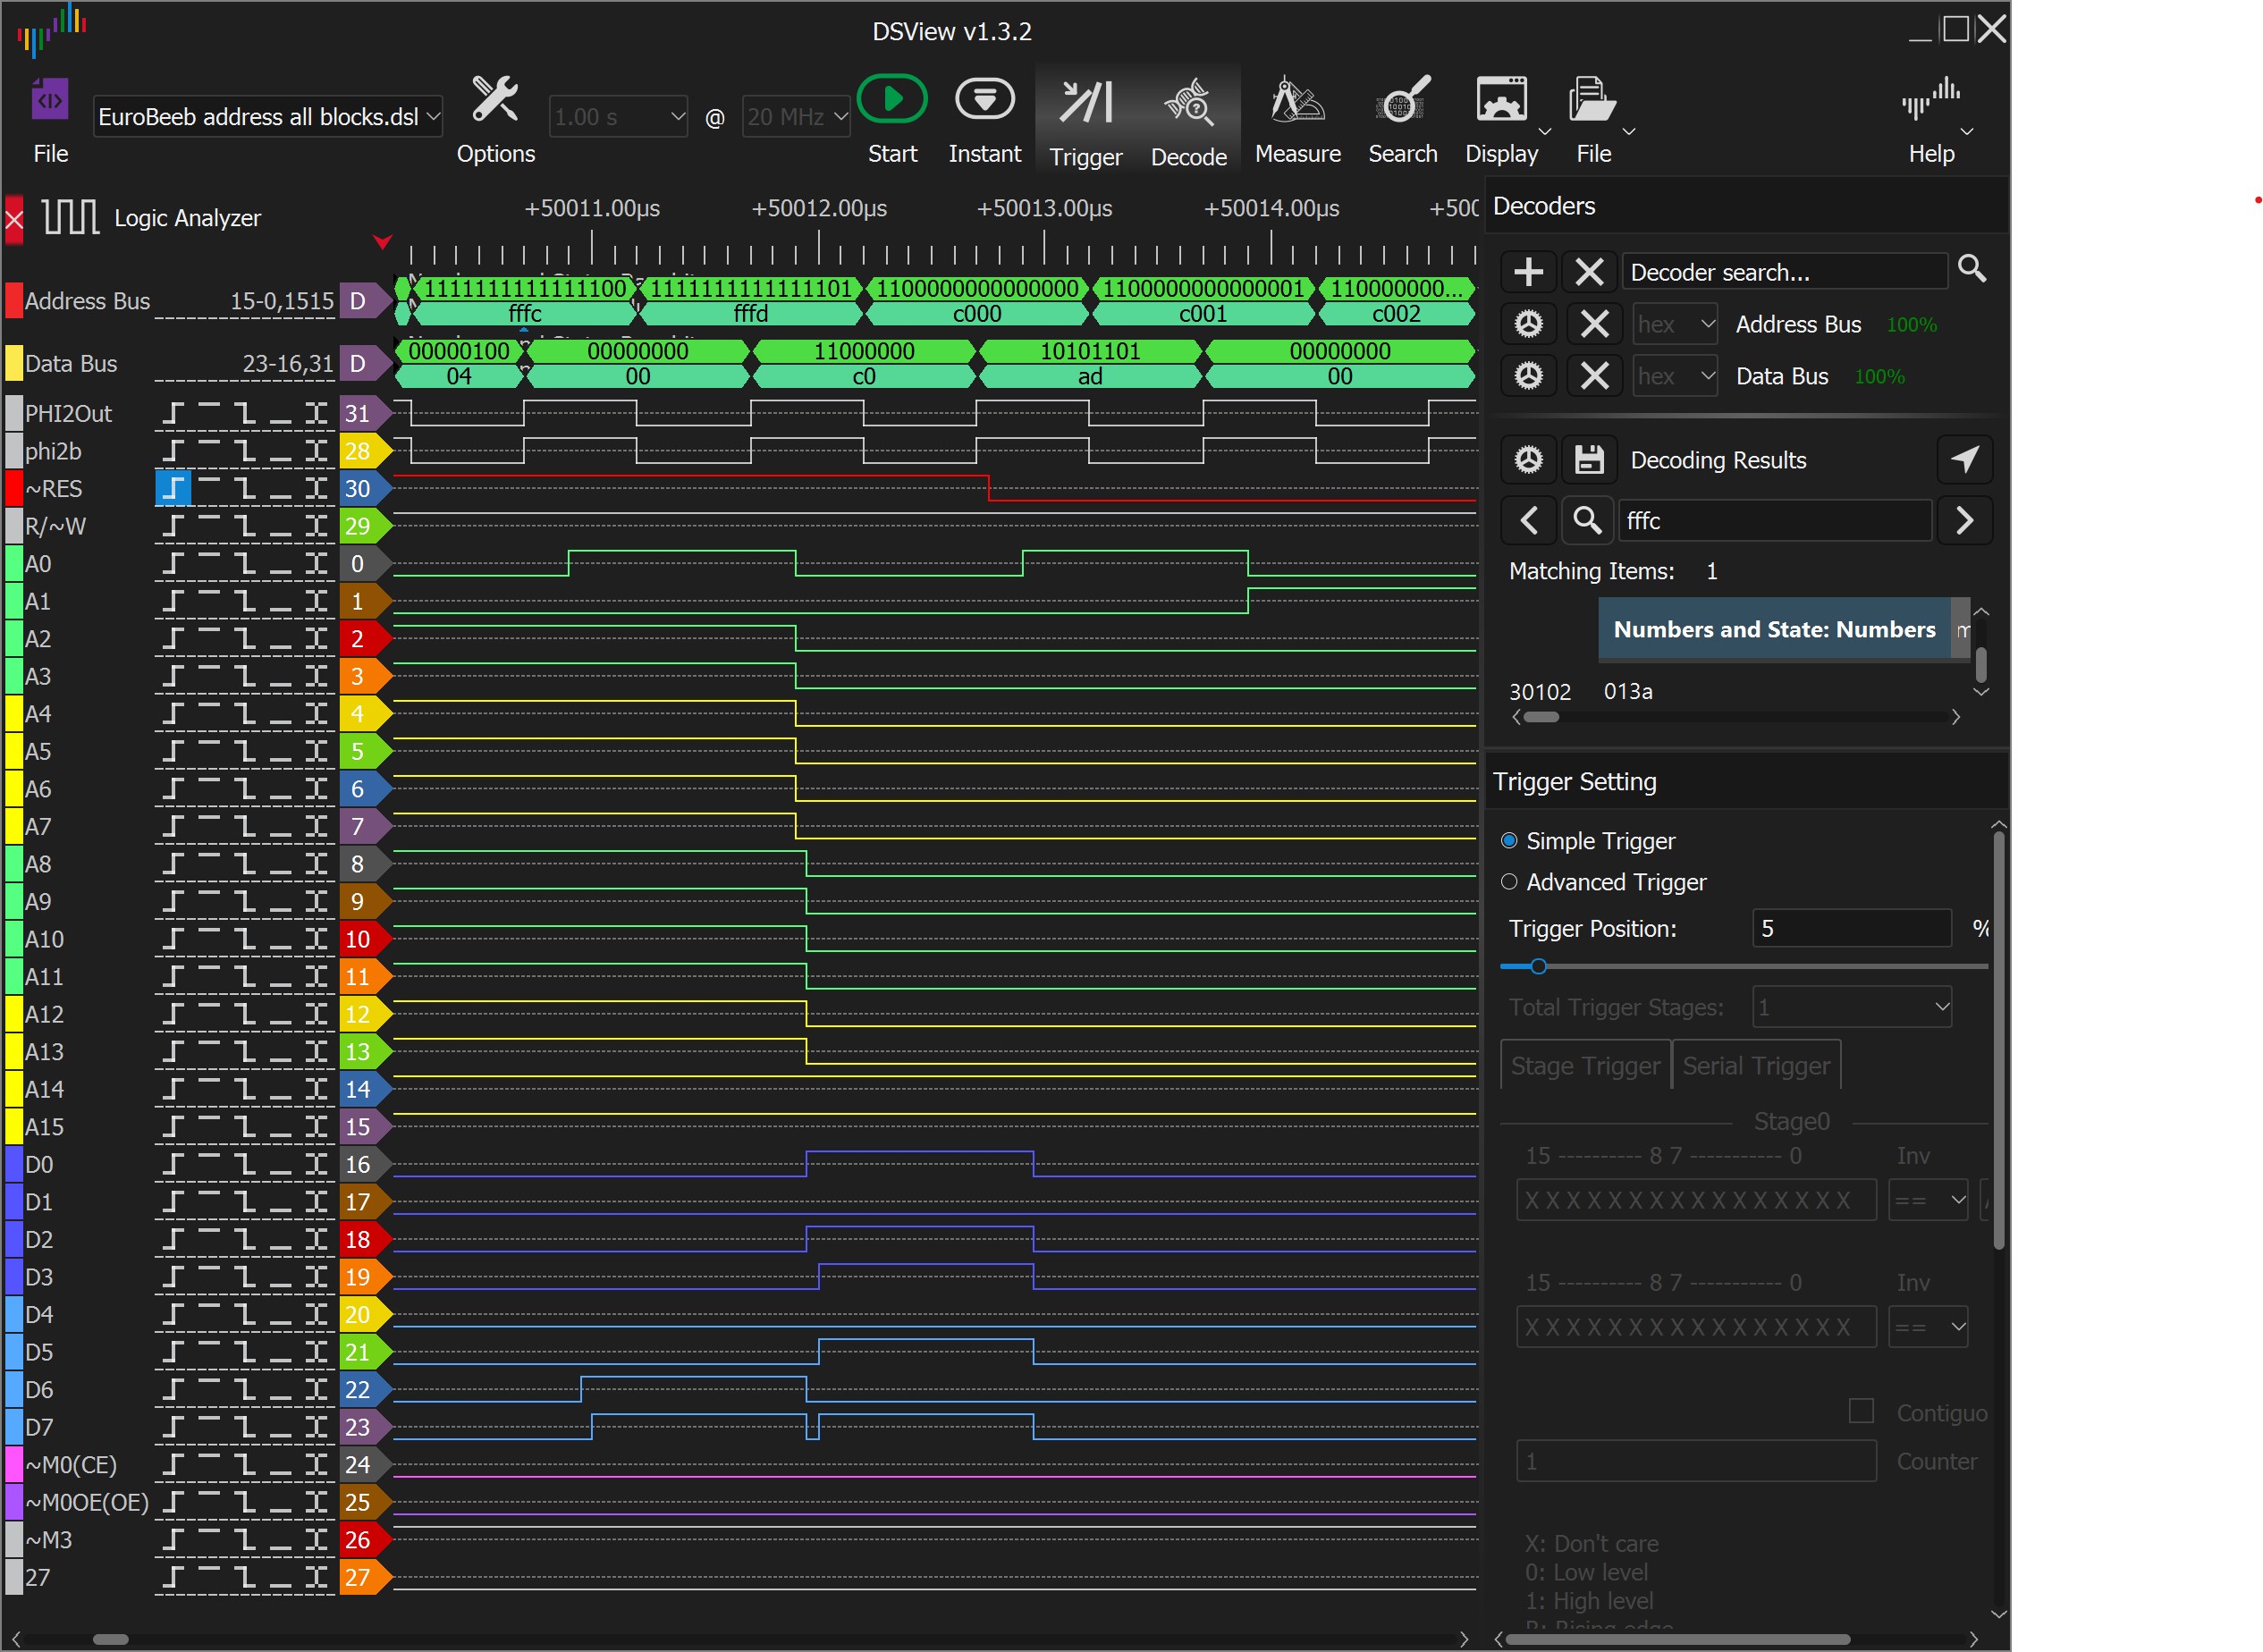 DSView v1.3.2
File
EuroBeeb address all blocks.dsl
Options
1.00 s
@
20 MHz
Start
Instant
Trigger
Decode
Measure
Search
Display
File
Help
Logic Analyzer
+50011.00µs
+50012.00µs
+50013.00µs
+50014.00µs
+500
Address Bus 15-0,1515 D
1111111111111100
1111111111111101
1100000000000000
1100000000000001
110000000...
fffc
fffd
c000
c001
c002
Data Bus 23-16,31 D
00000100
00000000
11000000
10101101
00000000
04
00
c0
ad
00
PHI2Out 31
phi2b 28
~RES 30
R/~W 29
A0 0
A1 1
A2 2
A3 3
A4 4
A5 5
A6 6
A7 7
A8 8
A9 9
A10 10
A11 11
A12 12
A13 13
A14 14
A15 15
D0 16
D1 17
D2 18
D3 19
D4 20
D5 21
D6 22
D7 23
~M0(CE) 24
~M0OE(OE) 25
~M3 26
27 27
Decoders
Decoder search...
hex Address Bus 100%
hex Data Bus 100%
Decoding Results
fffc
Matching Items: 1
Numbers and State: Numbers
30102 013a
Trigger Setting
Simple Trigger
Advanced Trigger
Trigger Position: 5 %
Total Trigger Stages: 1
Stage Trigger
Serial Trigger
Stage0
15 ---------- 8 7 ----------- 0 Inv
X X X X X X X X X X X X X X X X ==
15 ---------- 8 7 ----------- 0 Inv
X X X X X X X X X X X X X X X X ==
Contiguo
1 Counter
X: Don't care
0: Low level
1: High level